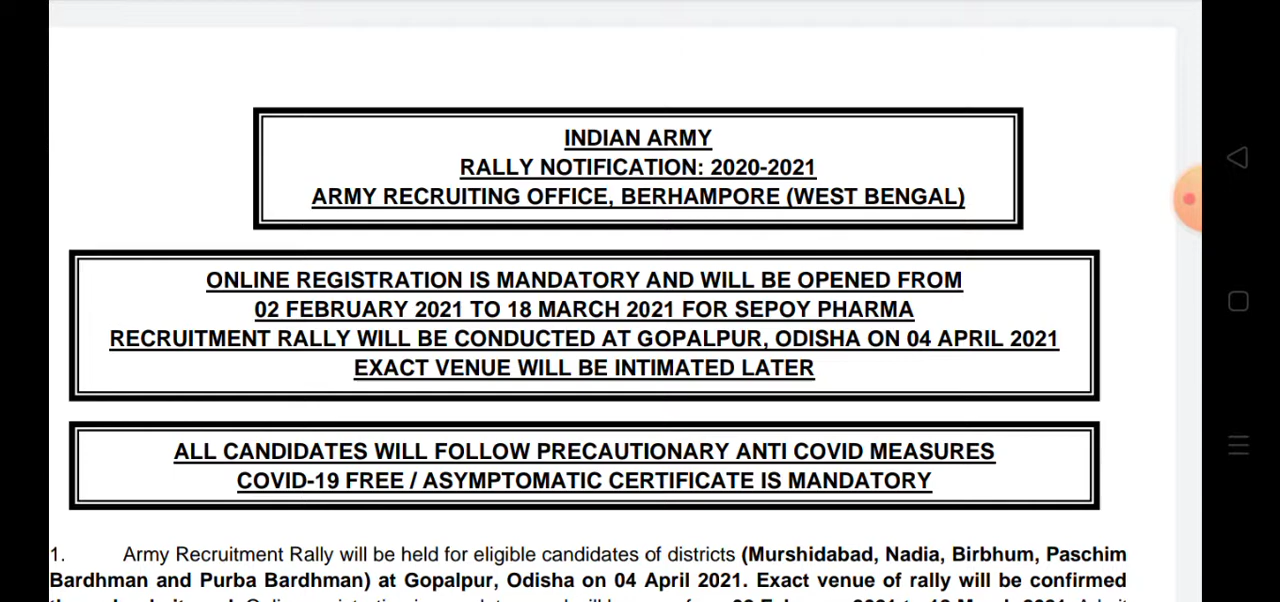 INDIAN ARMY
RALLY NOTIFICATION: 2020-2021
ARMY RECRUITING OFFICE, BERHAMPORE (WEST BENGAL)
ONLINE REGISTRATION IS MANDATORY AND WILL BE OPENED FROM
02 FEBRUARY 2021 TO 18 MARCH 2021 FOR SEPOY PHARMA
RECRUITMENT RALLY WILL BE CONDUCTED AT GOPALPUR, ODISHA ON 04 APRIL 2021
EXACT VENUE WILL BE INTIMATED LATER
ALL CANDIDATES WILL FOLLOW PRECAUTIONARY ANTI COVID MEASURES
COVID-19 FREE / ASYMPTOMATIC CERTIFICATE IS MANDATORY
1. Army Recruitment Rally will be held for eligible candidates of districts (Murshidabad, Nadia, Birbhum, Paschim
Bardhman and Purba Bardhman) at Gopalpur, Odisha on 04 April 2021. Exact venue of rally will be confirmed